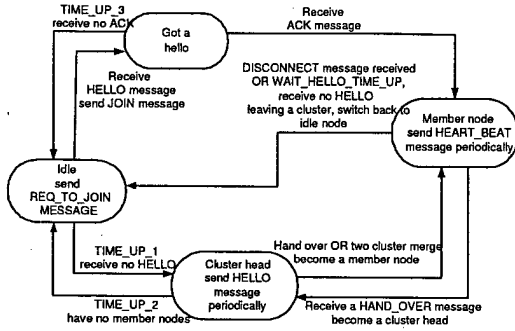 TIME_UP_3
receive no ACK
Got a
hello
Receive
ACK message
Receive
HELLO message
send JOIN message
DISCONNECT message received
OR WAIT_HELLO_TIME_UP,
receive no HELLO
leaving a cluster, switch back to
idle node
Member node
send HEART_BEAT
message periodically
Idle
send
REQ_TO_JOIN
MESSAGE
TIME_UP_1
receive no HELLO
Cluster head
send HELLO
message
periodically
Hand over OR two cluster merge
become a member node
TIME_UP_2
have no member nodes
Receive a HAND_OVER message
become a cluster head